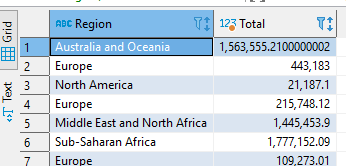 Grid
Text
ABC Region 123 Total
1 Australia and Oceania 1,563,555.2100000002
2 Europe 443,183
3 North America 21,187.1
4 Europe 215,748.12
5 Middle East and North Africa 1,445,453.9
6 Sub-Saharan Africa 1,777,152.09
7 Europe 109,273.01